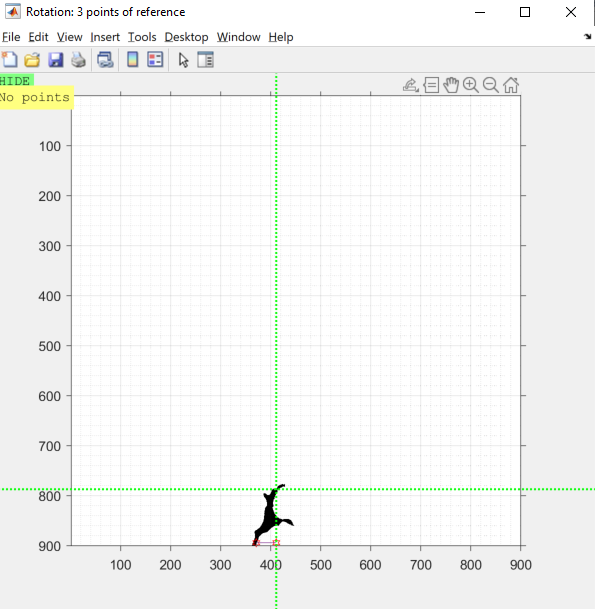 Rotation: 3 points of reference
File Edit View Insert Tools Desktop Window Help
HIDE
No points
100
200
300
400
500
600
700
800
900
100 200 300 400 500 600 700 800 900